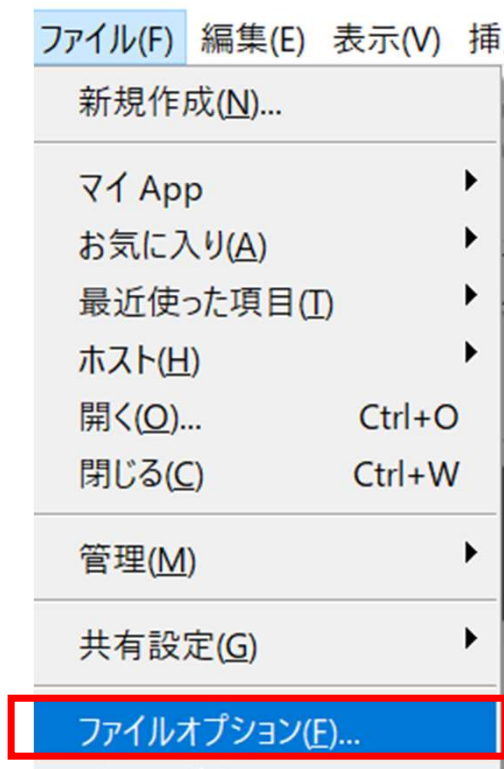 ファイル(F) 編集(E) 表示(V) 挿
新規作成(N)...
マイ App
お気に入り(A)
最近使った項目(T)
ホスト(H)
開く(O)... Ctrl+O
閉じる(C) Ctrl+W
管理(M)
共有設定(G)
ファイルオプション(F)...